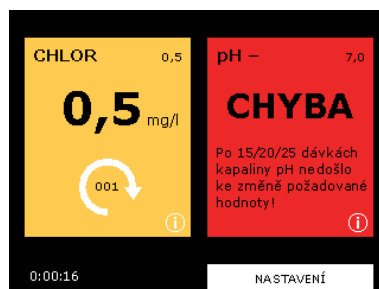 CHLOR 0,5
0,5 mg/l
001
pH – 7,0
CHYBA
Po 15/20/25 dávkách
kapaliny pH nedošlo
ke změně požadované
hodnoty!
0:00:16
NASTAVENÍ